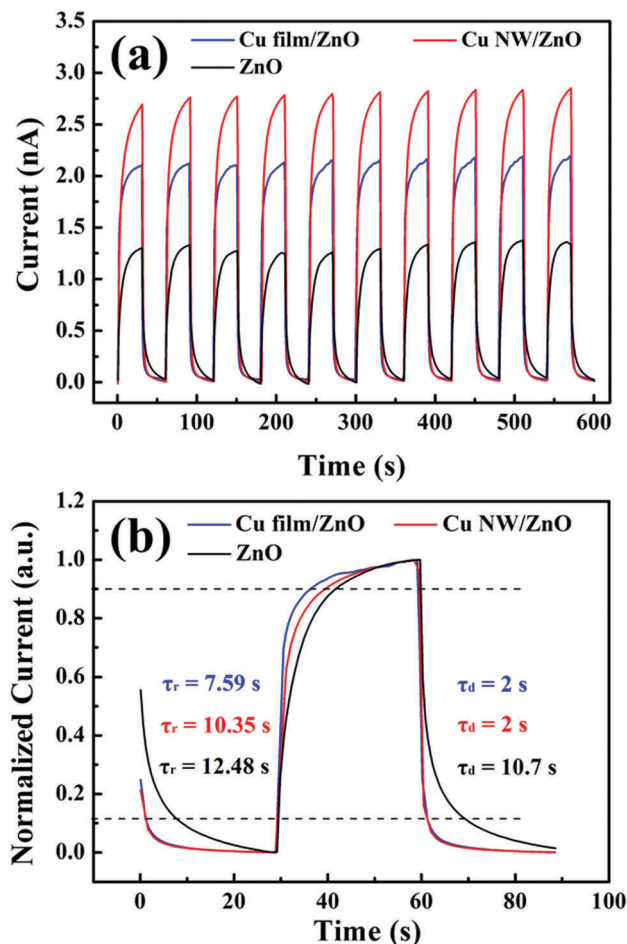 (a)
Cu film/ZnO
Cu NW/ZnO
ZnO
Current (nA)
3.5
3.0
2.5
2.0
1.5
1.0
0.5
0.0
0 100 200 300 400 500 600
Time (s)
(b)
Cu film/ZnO
Cu NW/ZnO
ZnO
Normalized Current (a.u.)
1.2
1.0
0.8
0.6
0.4
0.2
0.0
τr = 7.59 s
τr = 10.35 s
τr = 12.48 s
τd = 2 s
τd = 2 s
τd = 10.7 s
0 20 40 60 80 100
Time (s)